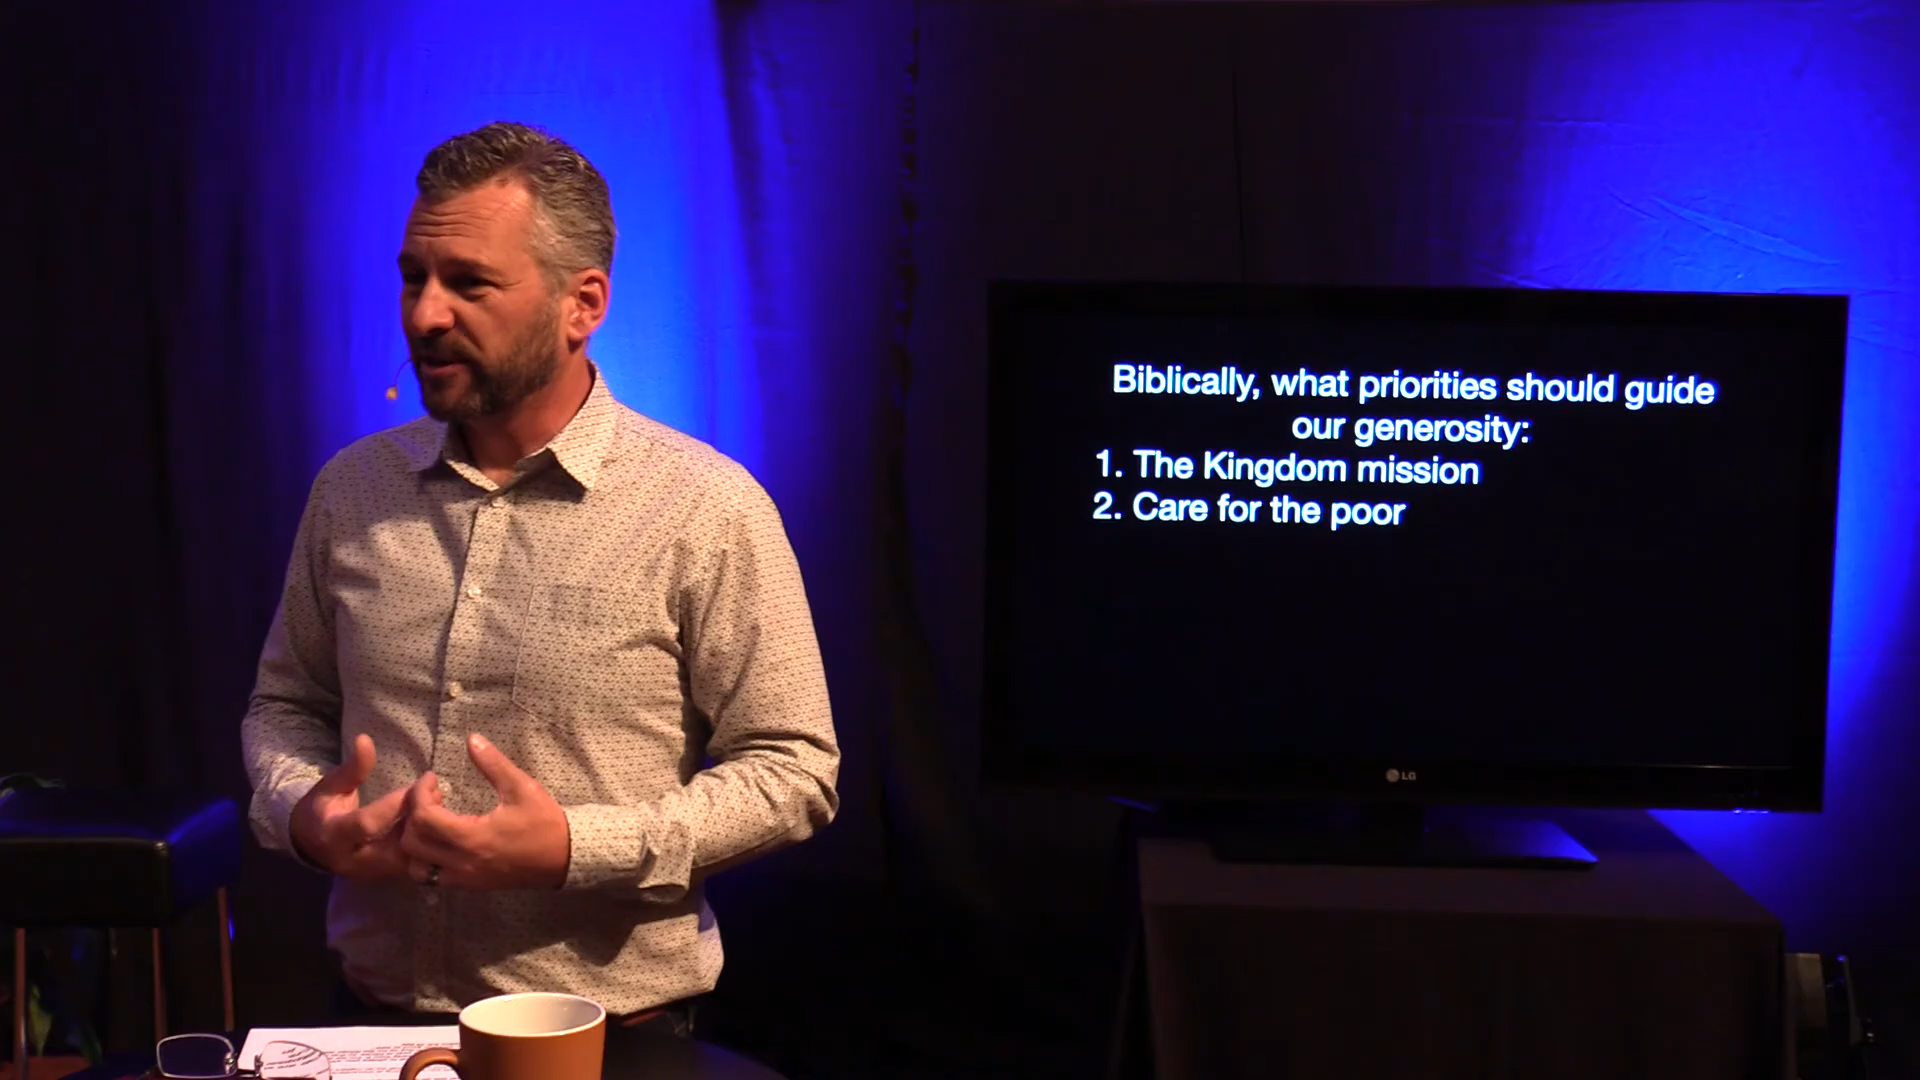 Biblically, what priorities should guide
our generosity:
1. The Kingdom mission
2. Care for the poor
LG